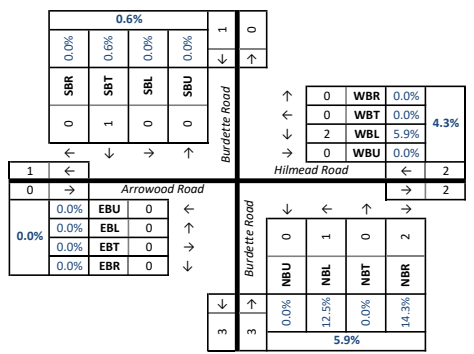 0.6%
0.0% 0.6% 0.0% 0.0%
SBR SBT SBL SBU
0 1 0 0
← ↓ → ↑
1 0
↓ ↑
Burdette Road
↑ 0 WBR 0.0%
← 0 WBT 0.0%
↓ 2 WBL 5.9%
→ 0 WBU 0.0%
4.3%
Hilmead Road
← 2
→ 2
1 ←
0 →
Arrowood Road
0.0%
0.0% EBU 0 ←
0.0% EBL 0 ↑
0.0% EBT 0 →
0.0% EBR 0 ↓
Burdette Road
↓ ↑
3 3
↓ ← ↑ →
0 1 0 2
NBU NBL NBT NBR
0.0% 12.5% 0.0% 14.3%
5.9%